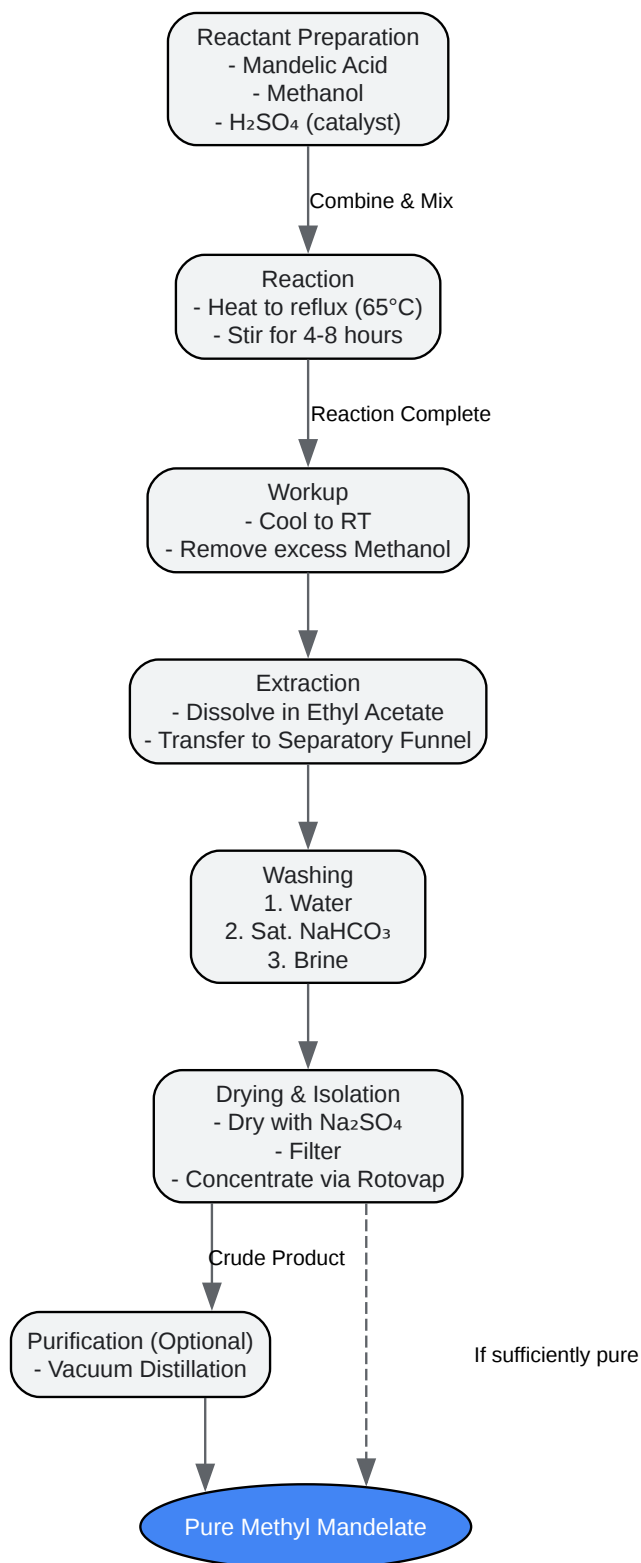 Reactant Preparation
- Mandelic Acid
- Methanol
- H₂SO₄ (catalyst)
Combine & Mix
Reaction
- Heat to reflux (65°C)
- Stir for 4-8 hours
Reaction Complete
Workup
- Cool to RT
- Remove excess Methanol
Extraction
- Dissolve in Ethyl Acetate
- Transfer to Separatory Funnel
Washing
1. Water
2. Sat. NaHCO₃
3. Brine
Drying & Isolation
- Dry with Na₂SO₄
- Filter
- Concentrate via Rotovap
Crude Product
Purification (Optional)
- Vacuum Distillation
If sufficiently pure
Pure Methyl Mandelate